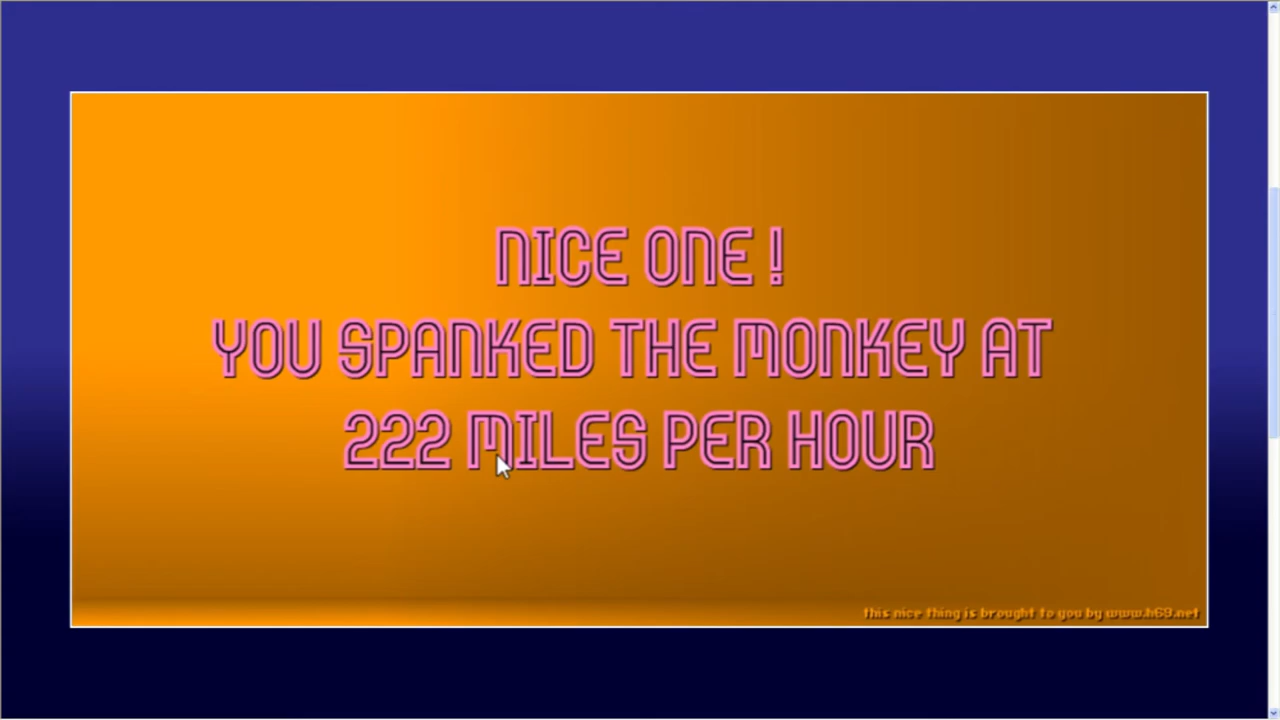 NICE ONE !
YOU SPANKED THE MONKEY AT
222 MILES PER HOUR
this nice thing is brought to you by www.h69.net